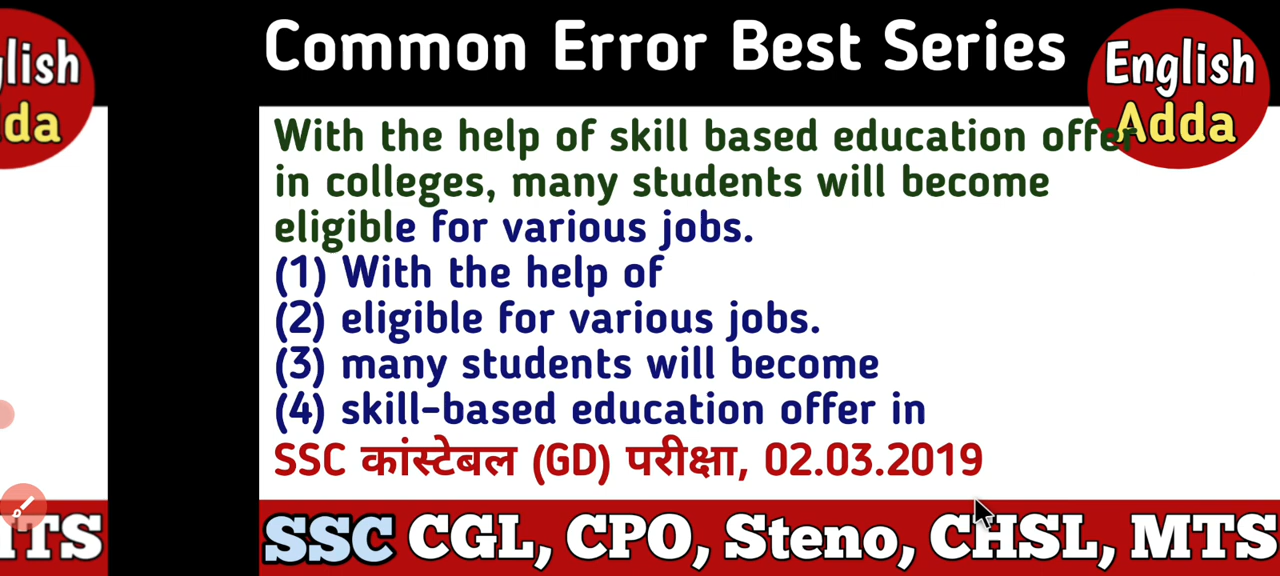 glish
dda
Common Error Best Series
English
Adda
With the help of skill based education offer
in colleges, many students will become
eligible for various jobs.
(1) With the help of
(2) eligible for various jobs.
(3) many students will become
(4) skill-based education offer in
SSC कांस्टेबल (GD) परीक्षा, 02.03.2019
MTS
SSC CGL, CPO, Steno, CHSL, MTS